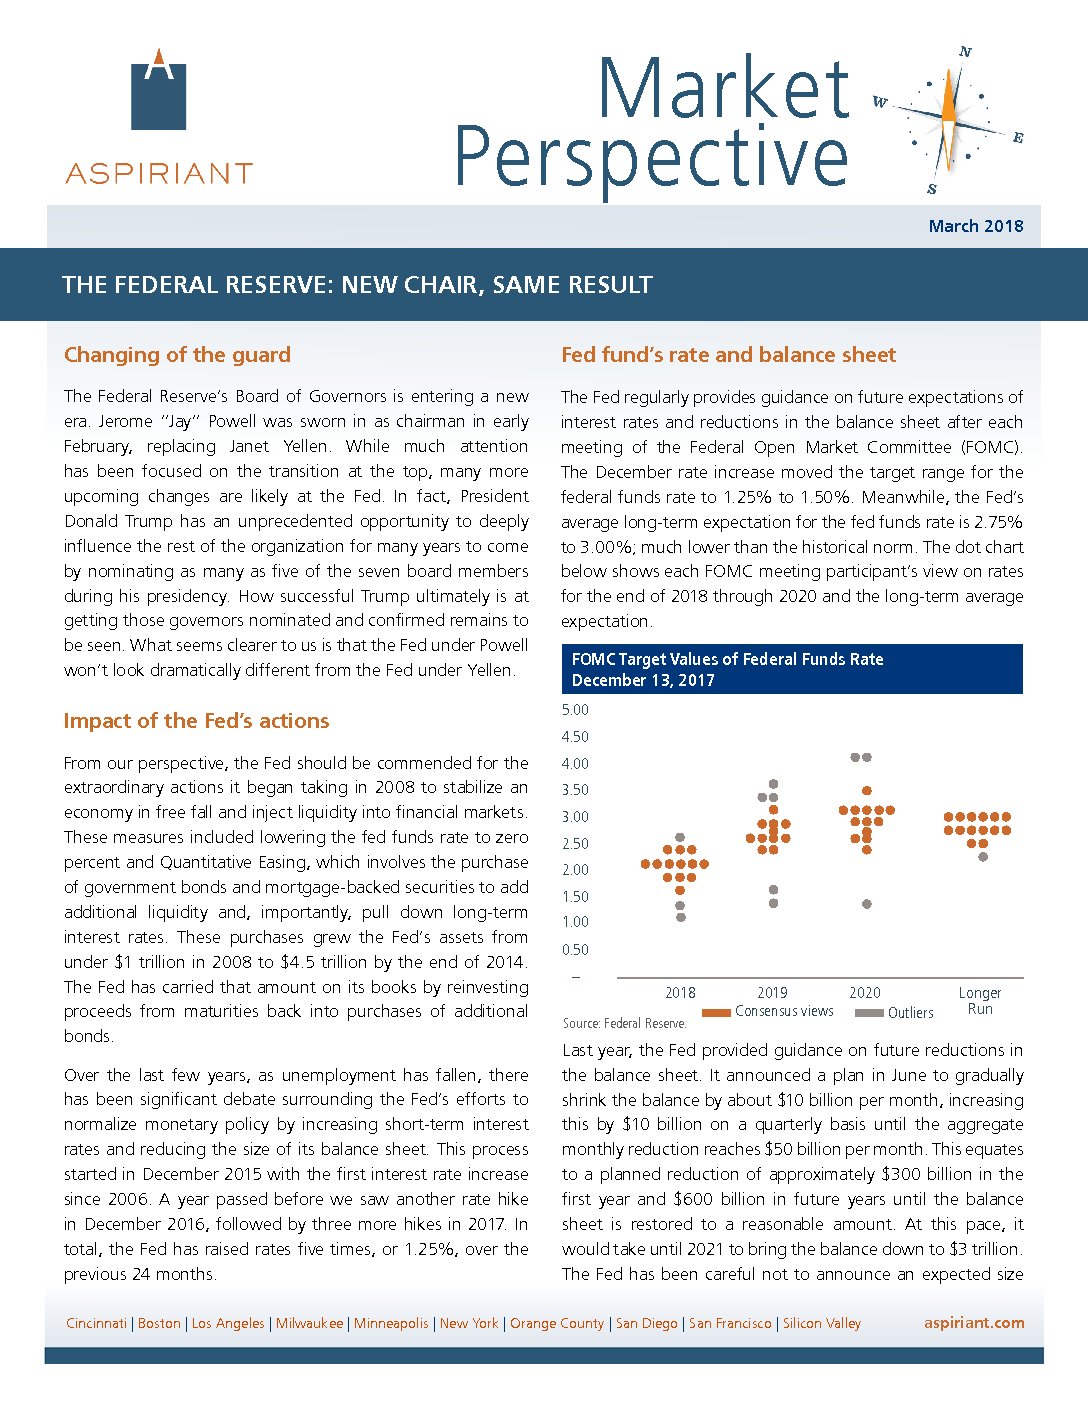 ASPIRIANT
Market
Perspective
N
W
E
S
March 2018
THE FEDERAL RESERVE: NEW CHAIR, SAME RESULT
Changing of the guard
The Federal Reserve's Board of Governors is entering a new
era. Jerome "Jay" Powell was sworn in as chairman in early
February, replacing Janet Yellen. While much attention
has been focused on the transition at the top, many more
upcoming changes are likely at the Fed. In fact, President
Donald Trump has an unprecedented opportunity to deeply
influence the rest of the organization for many years to come
by nominating as many as five of the seven board members
during his presidency. How successful Trump ultimately is at
getting those governors nominated and confirmed remains to
be seen. What seems clearer to us is that the Fed under Powell
won't look dramatically different from the Fed under Yellen.
Impact of the Fed's actions
From our perspective, the Fed should be commended for the
extraordinary actions it began taking in 2008 to stabilize an
economy in free fall and inject liquidity into financial markets.
These measures included lowering the fed funds rate to zero
percent and Quantitative Easing, which involves the purchase
of government bonds and mortgage-backed securities to add
additional liquidity and, importantly, pull down long-term
interest rates. These purchases grew the Fed's assets from
under $1 trillion in 2008 to $4.5 trillion by the end of 2014.
The Fed has carried that amount on its books by reinvesting
proceeds from maturities back into purchases of additional
bonds.
Over the last few years, as unemployment has fallen, there
has been significant debate surrounding the Fed's efforts to
normalize monetary policy by increasing short-term interest
rates and reducing the size of its balance sheet. This process
started in December 2015 with the first interest rate increase
since 2006. A year passed before we saw another rate hike
in December 2016, followed by three more hikes in 2017. In
total, the Fed has raised rates five times, or 1.25%, over the
previous 24 months.
Fed fund's rate and balance sheet
The Fed regularly provides guidance on future expectations of
interest rates and reductions in the balance sheet after each
meeting of the Federal Open Market Committee (FOMC).
The December rate increase moved the target range for the
federal funds rate to 1.25% to 1.50%. Meanwhile, the Fed's
average long-term expectation for the fed funds rate is 2.75%
to 3.00%; much lower than the historical norm. The dot chart
below shows each FOMC meeting participant's view on rates
for the end of 2018 through 2020 and the long-term average
expectation.
FOMC Target Values of Federal Funds Rate
December 13, 2017
5.00
4.50
4.00
3.50
3.00
2.50
2.00
1.50
1.00
0.50
–
2018 2019 2020 Longer Run
Consensus views Outliers
Source: Federal Reserve.
Last year, the Fed provided guidance on future reductions in
the balance sheet. It announced a plan in June to gradually
shrink the balance by about $10 billion per month, increasing
this by $10 billion on a quarterly basis until the aggregate
monthly reduction reaches $50 billion per month. This equates
to a planned reduction of approximately $300 billion in the
first year and $600 billion in future years until the balance
sheet is restored to a reasonable amount. At this pace, it
would take until 2021 to bring the balance down to $3 trillion.
The Fed has been careful not to announce an expected size
Cincinnati | Boston | Los Angeles | Milwaukee | Minneapolis | New York | Orange County | San Diego | San Francisco | Silicon Valley
aspiriant.com